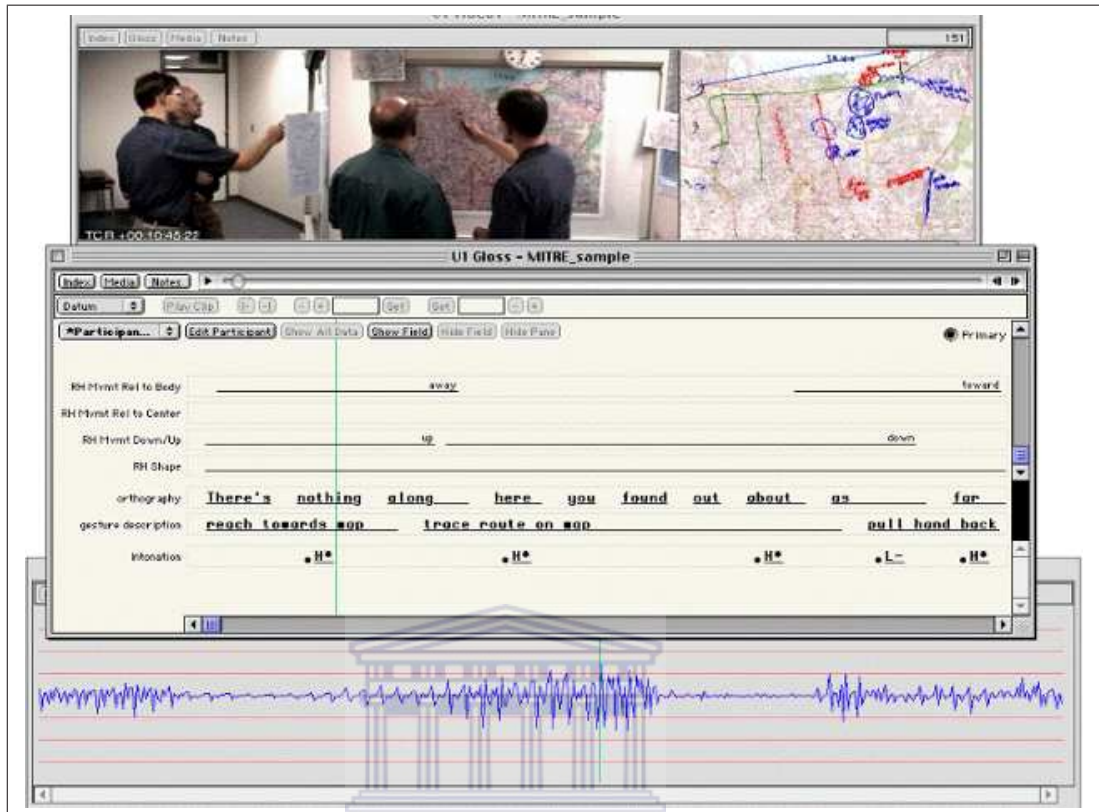 U1 Video1 - MITRE_sample
Index Gloss Media Notes 151
TCR +00:10:45:22
U1 Gloss - MITRE_sample
Index Media Notes
Datum Play Clip Set Set
*Participan... Edit Participant Show All Data Show Field Hide Field Hide Pane Primary
RH Mvmt Rel to Body away toward
RH Mvmt Rel to Center
RH Mvmt Down/Up up down
RH Shape
orthography There's nothing along here you found out about as far
gesture description reach towards map trace route on map pull hand back
intonation H* H* H* L- H*